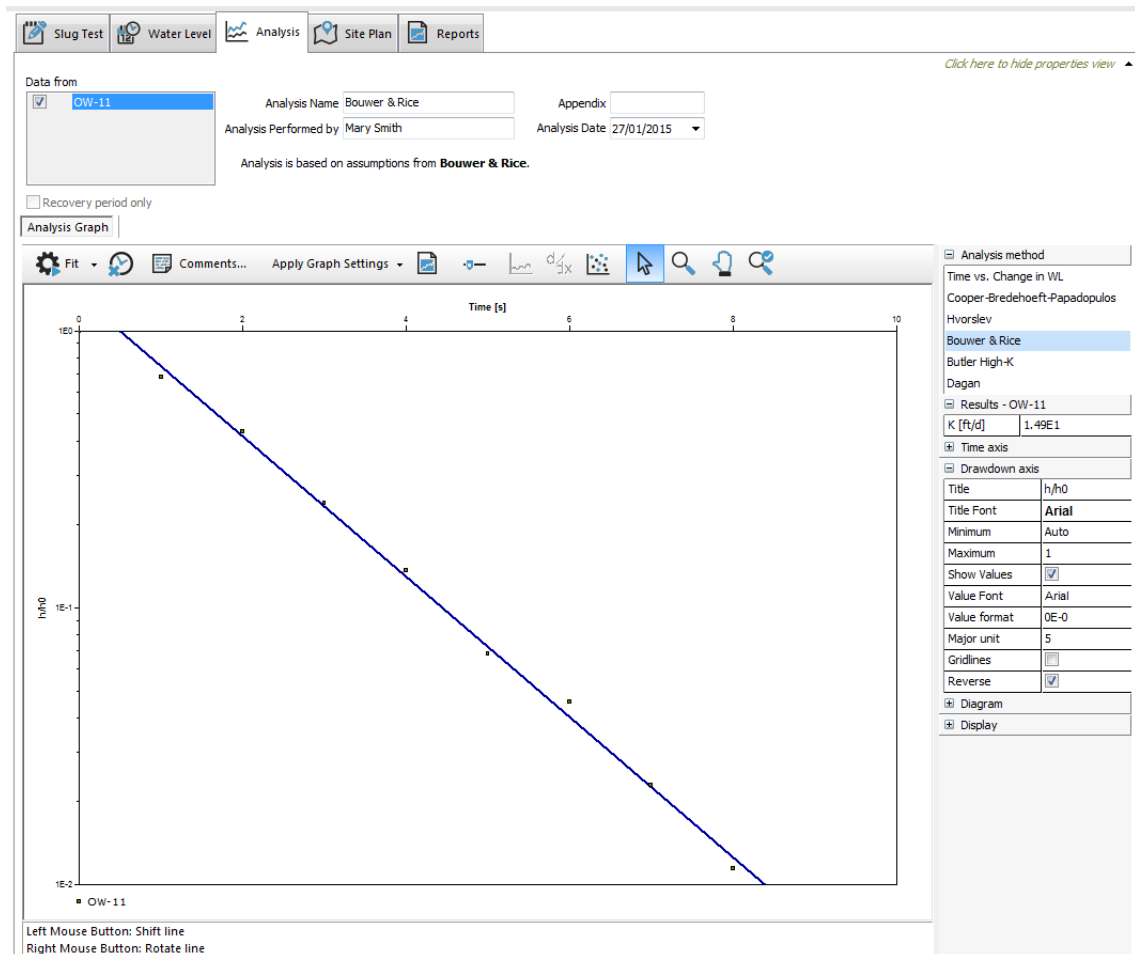 Slug Test
Water Level
Analysis
Site Plan
Reports
Click here to hide properties view
Data from
OW-11
Analysis Name Bouwer & Rice
Appendix
Analysis Performed by Mary Smith
Analysis Date 27/01/2015
Analysis is based on assumptions from Bouwer & Rice.
Recovery period only
Analysis Graph
Fit
Comments...
Apply Graph Settings
d/dx
Time [s]
0 2 4 6 8 10
1E0
1E-1
1E-2
h/h0
OW-11
Left Mouse Button: Shift line
Right Mouse Button: Rotate line
Analysis method
Time vs. Change in WL
Cooper-Bredehoeft-Papadopulos
Hvorslev
Bouwer & Rice
Butler High-K
Dagan
Results - OW-11
K [ft/d] 1.49E1
Time axis
Drawdown axis
Title h/h0
Title Font Arial
Minimum Auto
Maximum 1
Show Values
Value Font Arial
Value format 0E-0
Major unit 5
Gridlines
Reverse
Diagram
Display